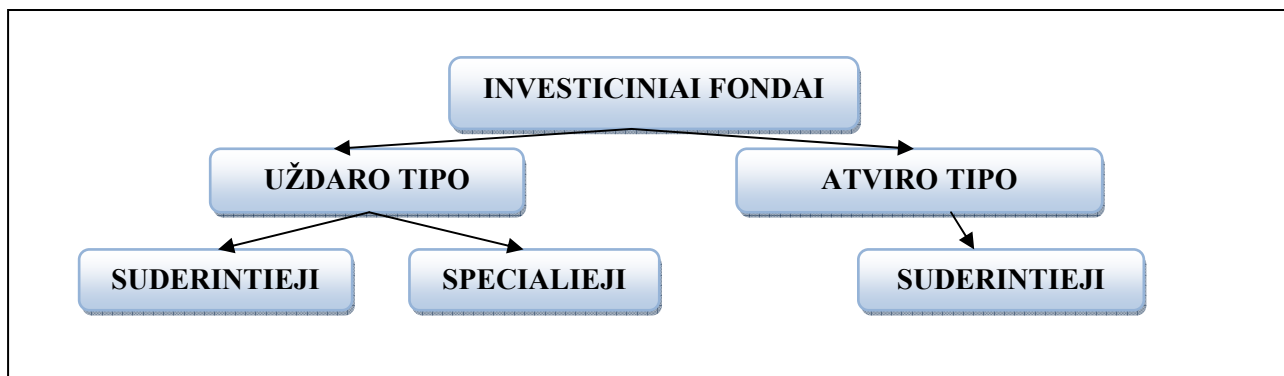 INVESTICINIAI FONDAI
UŽDARO TIPO
ATVIRO TIPO
SUDERINTIEJI
SPECIALIEJI
SUDERINTIEJI